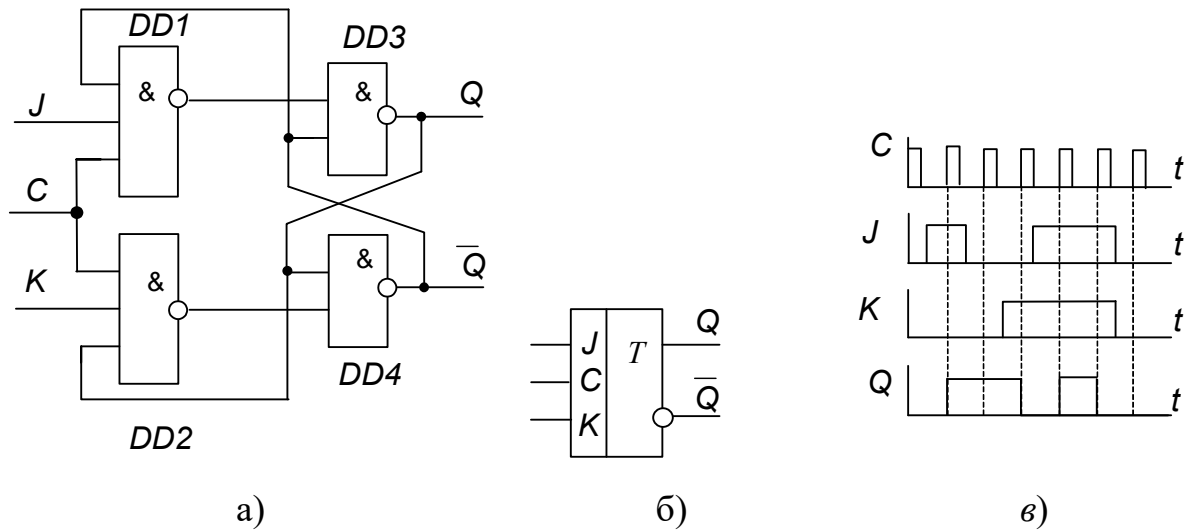 DD1
DD3
&
&
Q
J
C
&
&
Q̅
K
DD4
DD2
J
T
Q
C
Q̅
K
C
t
J
t
K
t
Q
t
а)
б)
в)